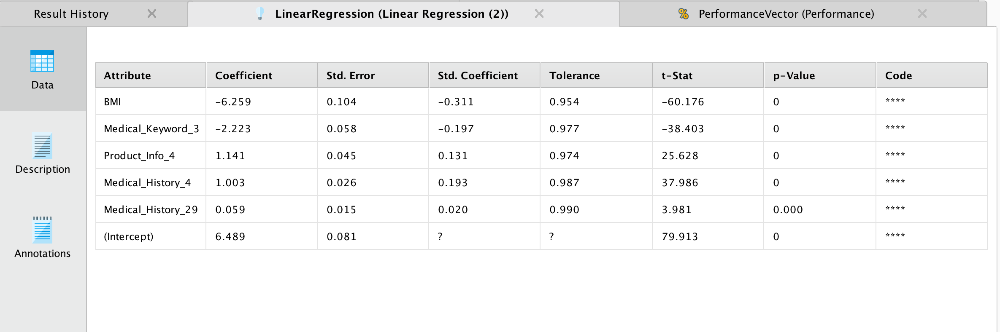 Result History
LinearRegression (Linear Regression (2))
PerformanceVector (Performance)
Data
Description
Annotations
Attribute Coefficient Std. Error Std. Coefficient Tolerance t-Stat p-Value Code
BMI -6.259 0.104 -0.311 0.954 -60.176 0 ****
Medical_Keyword_3 -2.223 0.058 -0.197 0.977 -38.403 0 ****
Product_Info_4 1.141 0.045 0.131 0.974 25.628 0 ****
Medical_History_4 1.003 0.026 0.193 0.987 37.986 0 ****
Medical_History_29 0.059 0.015 0.020 0.990 3.981 0.000 ****
(Intercept) 6.489 0.081 ? ? 79.913 0 ****